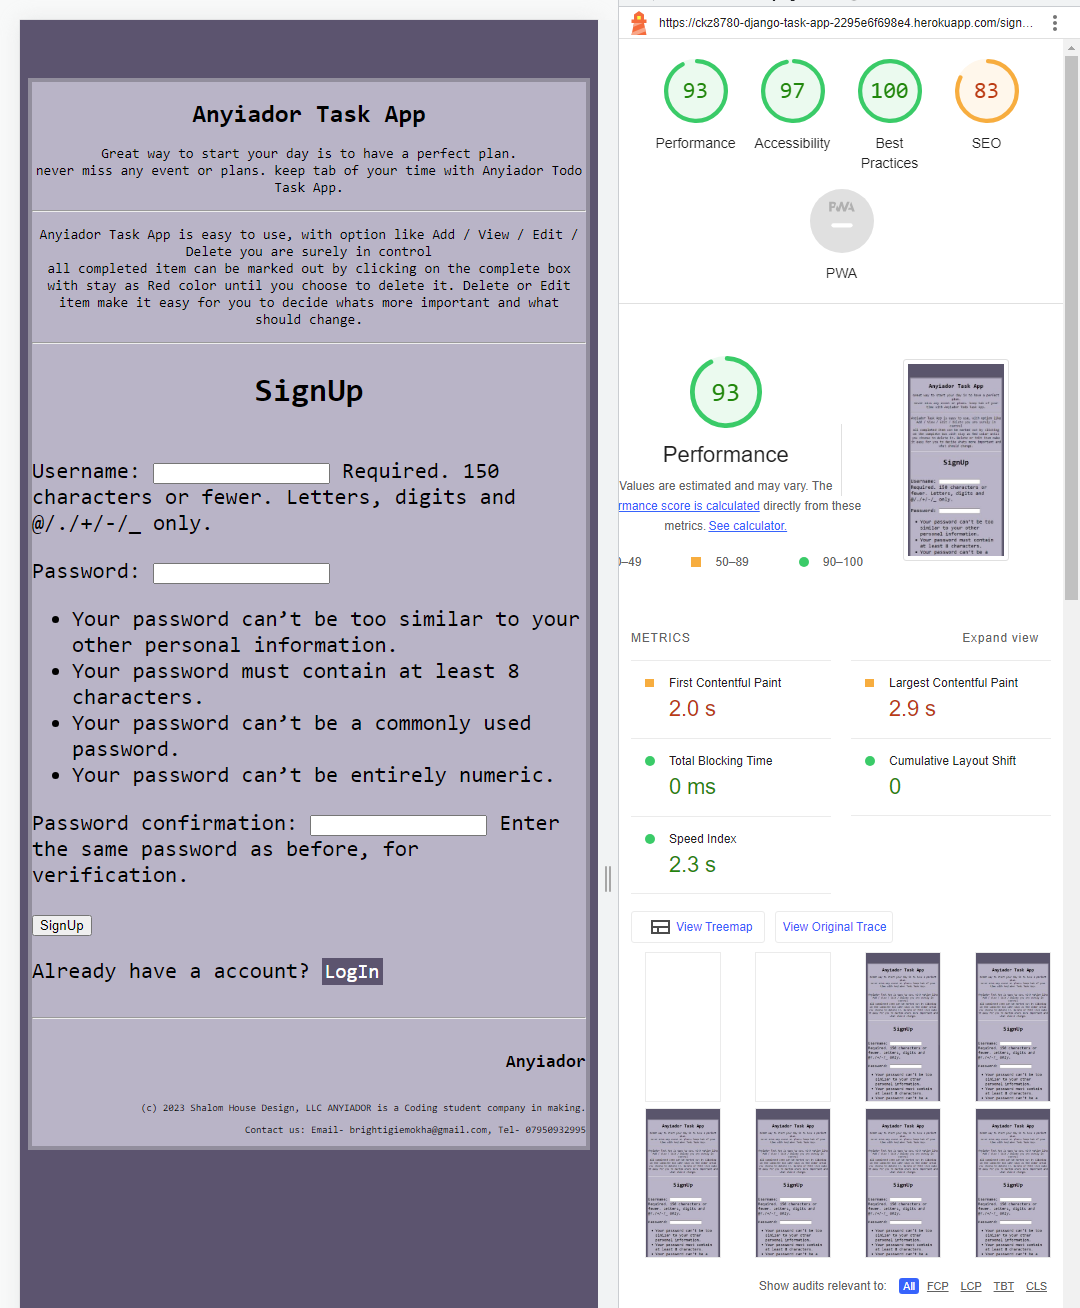 Anyiador Task App
Great way to start your day is to have a perfect plan.
never miss any event or plans. keep tab of your time with Anyiador Todo
Task App.
Anyiador Task App is easy to use, with option like Add / View / Edit /
Delete you are surely in control
all completed item can be marked out by clicking on the complete box
with stay as Red color until you choose to delete it. Delete or Edit
item make it easy for you to decide whats more important and what
should change.
SignUp
Username: Required. 150
characters or fewer. Letters, digits and
@/./+/-/_ only.
Password:
• Your password can’t be too similar to your
other personal information.
• Your password must contain at least 8
characters.
• Your password can’t be a commonly used
password.
• Your password can’t be entirely numeric.
Password confirmation: Enter
the same password as before, for
verification.
SignUp
Already have a account? LogIn
Anyiador
(c) 2023 Shalom House Design, LLC ANYIADOR is a Coding student company in making.
Contact us: Email- brightigiemokha@gmail.com, Tel- 07950932995
https://ckz8780-django-task-app-2295e6f698e4.herokuapp.com/sign...
93
97
100
83
Performance
Accessibility
Best
Practices
SEO
PWA
PWA
93
Performance
Values are estimated and may vary. The
rmance score is calculated directly from these
metrics. See calculator.
0–49
50–89
90–100
Anyiador Task App
SignUp
METRICS
Expand view
First Contentful Paint
2.0 s
Largest Contentful Paint
2.9 s
Total Blocking Time
0 ms
Cumulative Layout Shift
0
Speed Index
2.3 s
View Treemap
View Original Trace
Show audits relevant to: All FCP LCP TBT CLS